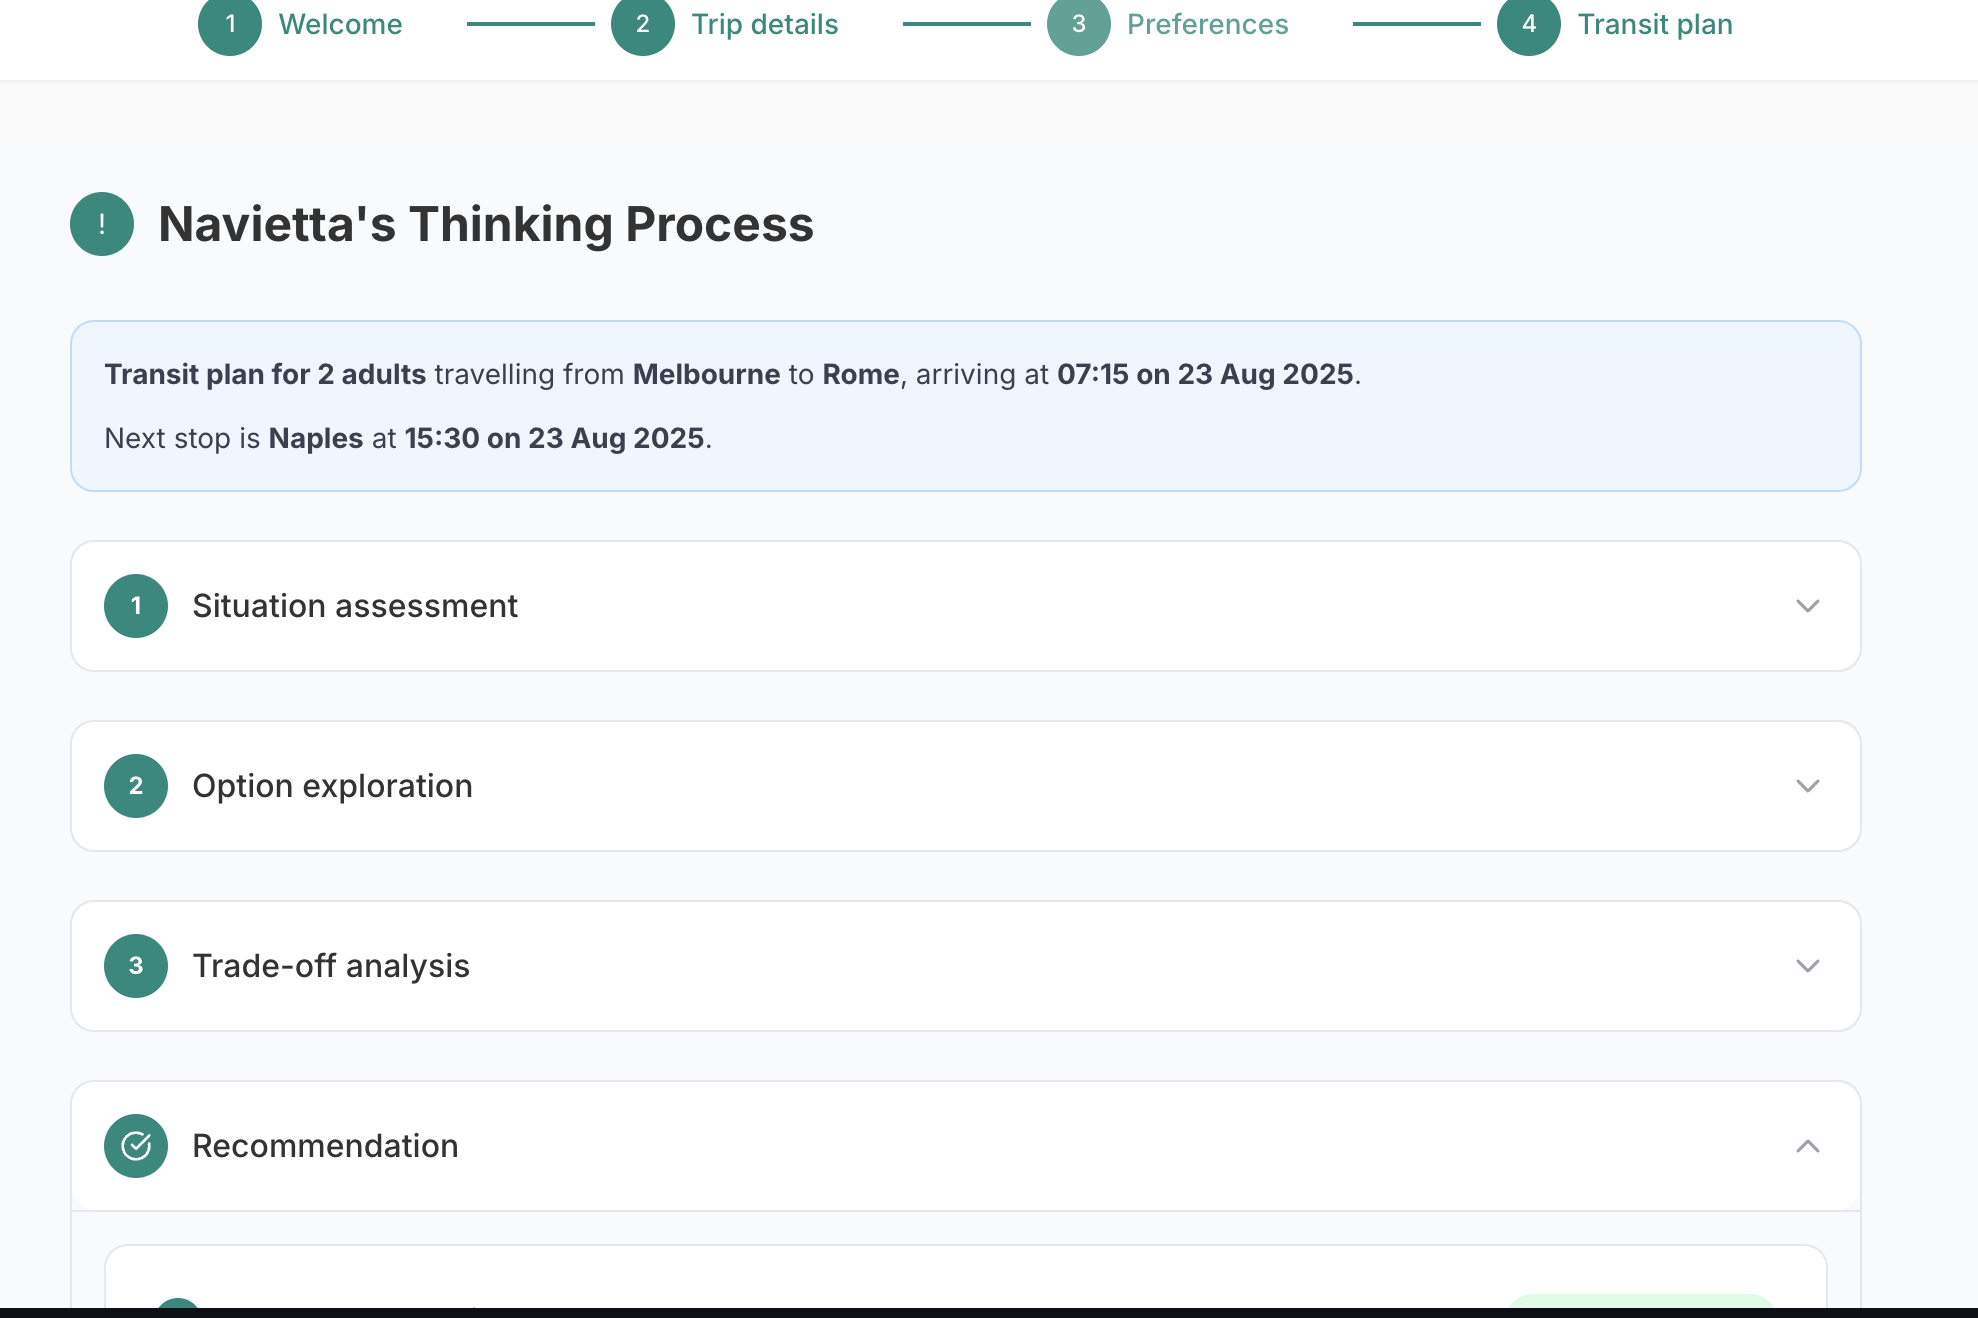 1 Welcome 2 Trip details 3 Preferences 4 Transit plan
! Navietta's Thinking Process
Transit plan for 2 adults travelling from Melbourne to Rome, arriving at 07:15 on 23 Aug 2025.
Next stop is Naples at 15:30 on 23 Aug 2025.
1 Situation assessment
2 Option exploration
3 Trade-off analysis
Recommendation